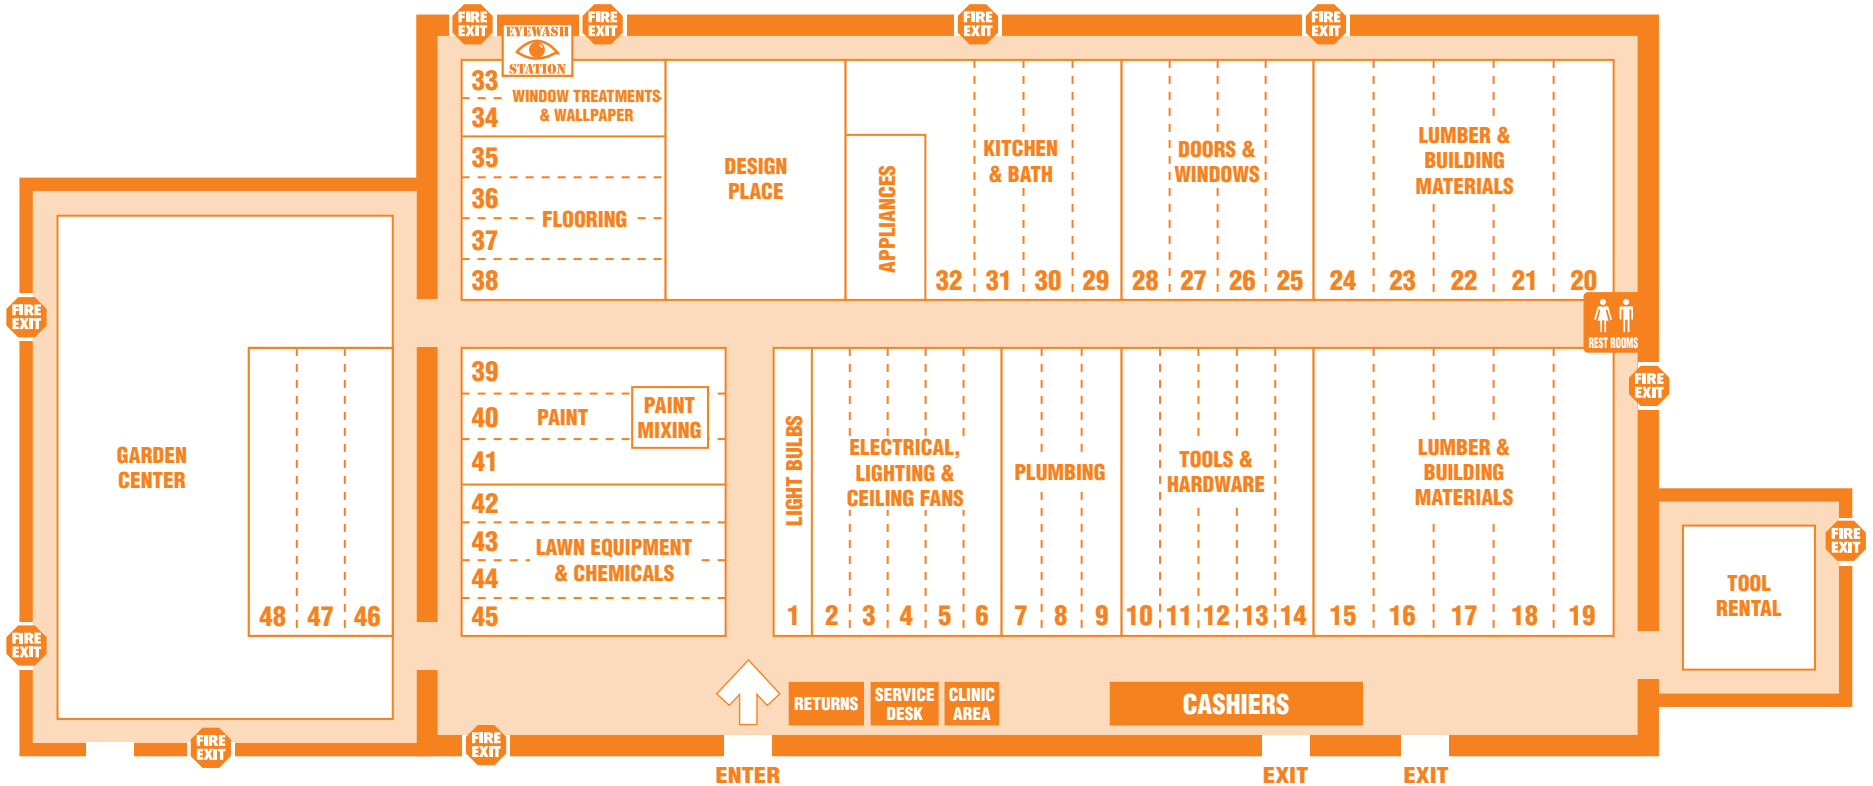 FIRE
EXIT
FIRE
EXIT
FIRE
EXIT
FIRE
EXIT
EYEWASH
STATION
33
34
WINDOW TREATMENTS
& WALLPAPER
35
36
37
38
FLOORING
DESIGN
PLACE
APPLIANCES
KITCHEN
& BATH
32 31 30 29
DOORS &
WINDOWS
28 27 26 25
LUMBER &
BUILDING
MATERIALS
24 23 22 21 20
REST ROOMS
FIRE
EXIT
FIRE
EXIT
GARDEN
CENTER
48 47 46
FIRE
EXIT
FIRE
EXIT
39
40
41
PAINT
PAINT
MIXING
42
43
44
45
LAWN EQUIPMENT
& CHEMICALS
LIGHT BULBS
1
ELECTRICAL,
LIGHTING &
CEILING FANS
2 3 4 5 6
PLUMBING
7 8 9
TOOLS &
HARDWARE
10 11 12 13 14
LUMBER &
BUILDING
MATERIALS
15 16 17 18 19
TOOL
RENTAL
FIRE
EXIT
RETURNS
SERVICE
DESK
CLINIC
AREA
CASHIERS
FIRE
EXIT
ENTER
EXIT
EXIT